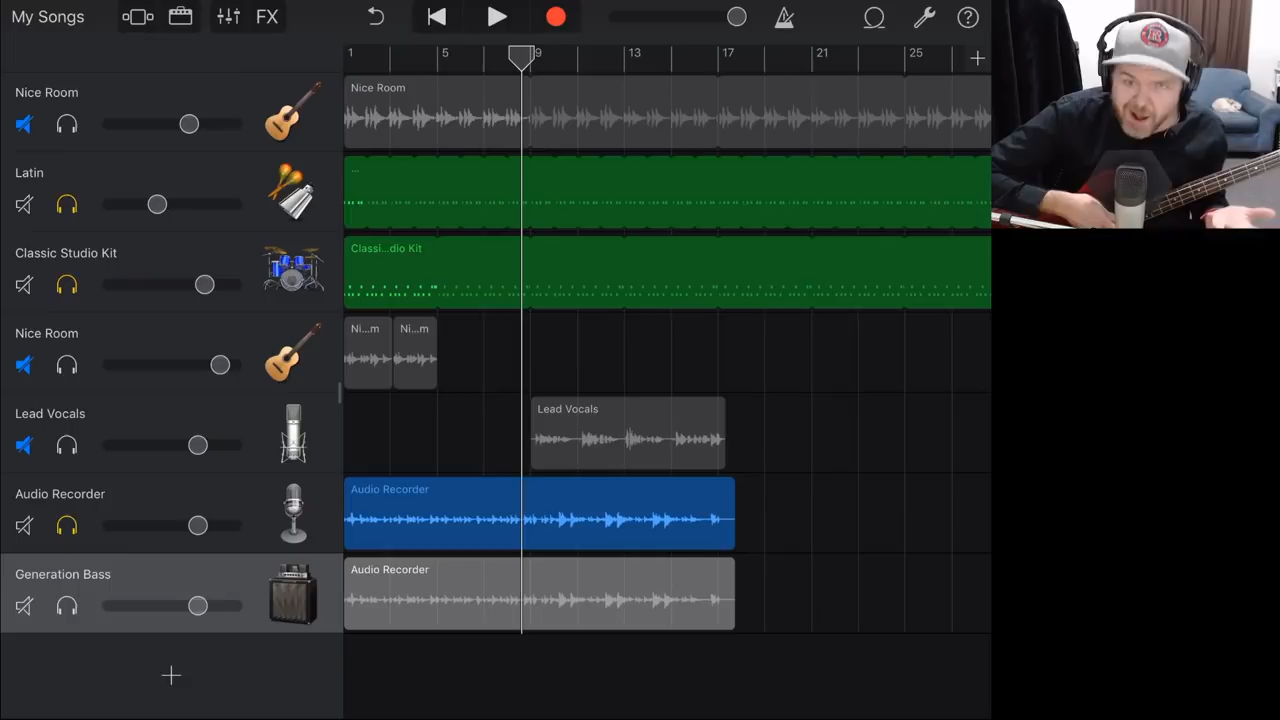 My Songs
FX
1
5
9
13
17
21
25
Nice Room
Nice Room
Latin
...
Classic Studio Kit
Classi...dio Kit
Nice Room
Ni...m
Ni...m
Lead Vocals
Lead Vocals
Audio Recorder
Audio Recorder
Generation Bass
Audio Recorder